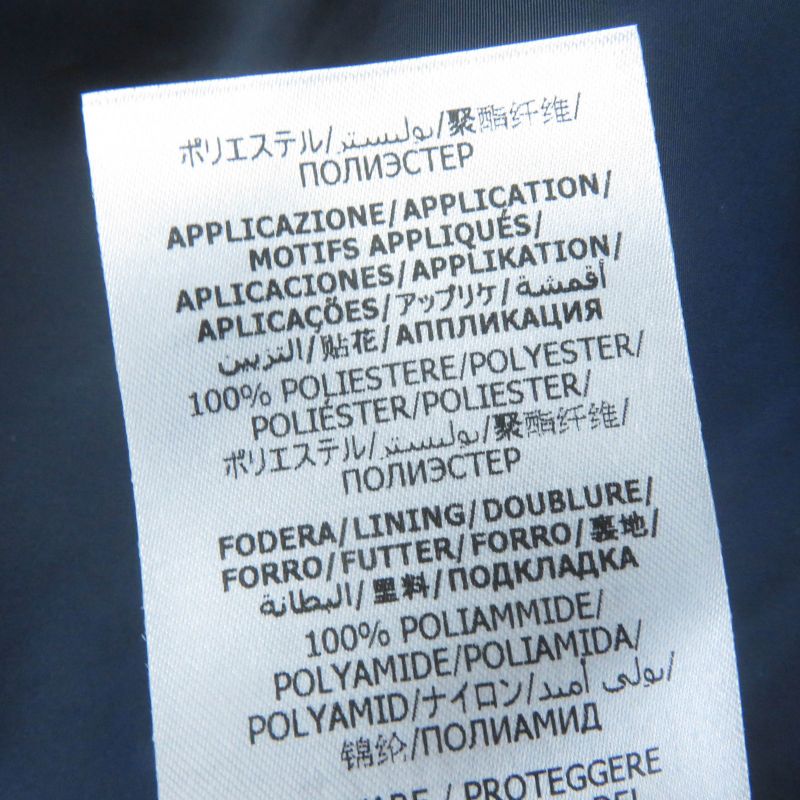 ポリエステル/بوليستر/聚酯纤维/
ПОЛИЭСТЕР
APPLICAZIONE/APPLICATION/
MOTIFS APPLIQUÉS/
APLICACIONES/APPLIKATION/
APLICAÇÕES/アップリケ/أقمشة
التزيين/贴花/АППЛИКАЦИЯ
100% POLIESTERE/POLYESTER/
POLIÉSTER/POLIESTER/
ポリエステル/بوليستر/聚酯纤维/
ПОЛИЭСТЕР
FODERA/LINING/DOUBLURE/
FORRO/FUTTER/FORRO/裏地/
البطانة/里料/ПОДКЛАДКА
100% POLIAMMIDE/
POLYAMIDE/POLIAMIDA/
POLYAMID/ナイロン/بولي أميد/
锦纶/ПОЛИАМИД
/ PROTEGGERE